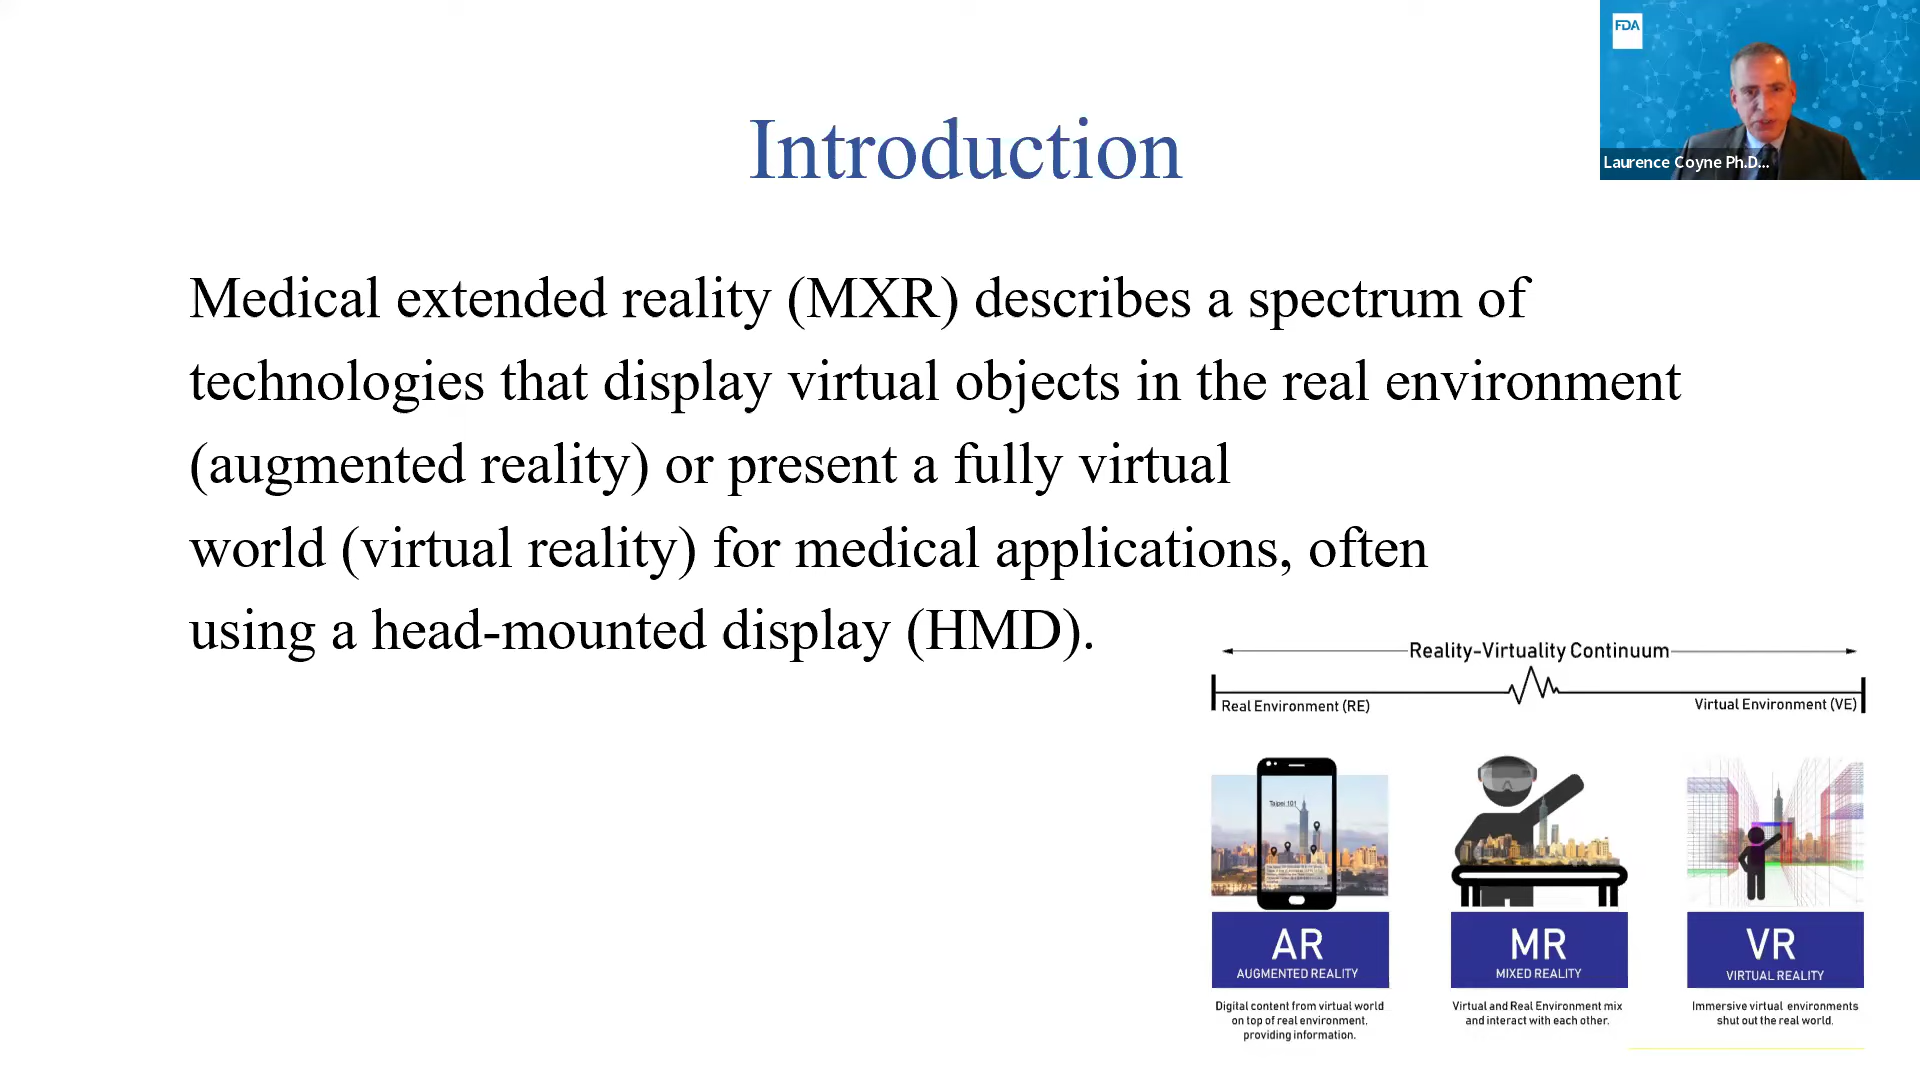 FDA
Laurence Coyne Ph.D...
Introduction
Medical extended reality (MXR) describes a spectrum of
technologies that display virtual objects in the real environment
(augmented reality) or present a fully virtual
world (virtual reality) for medical applications, often
using a head-mounted display (HMD).
Reality-Virtuality Continuum
Real Environment (RE)
Virtual Environment (VE)
Taipei 101
AR
AUGMENTED REALITY
Digital content from virtual world
on top of real environment.
providing information.
MR
MIXED REALITY
Virtual and Real Environment mix
and interact with each other.
VR
VIRTUAL REALITY
Immersive virtual environments
shut out the real world.